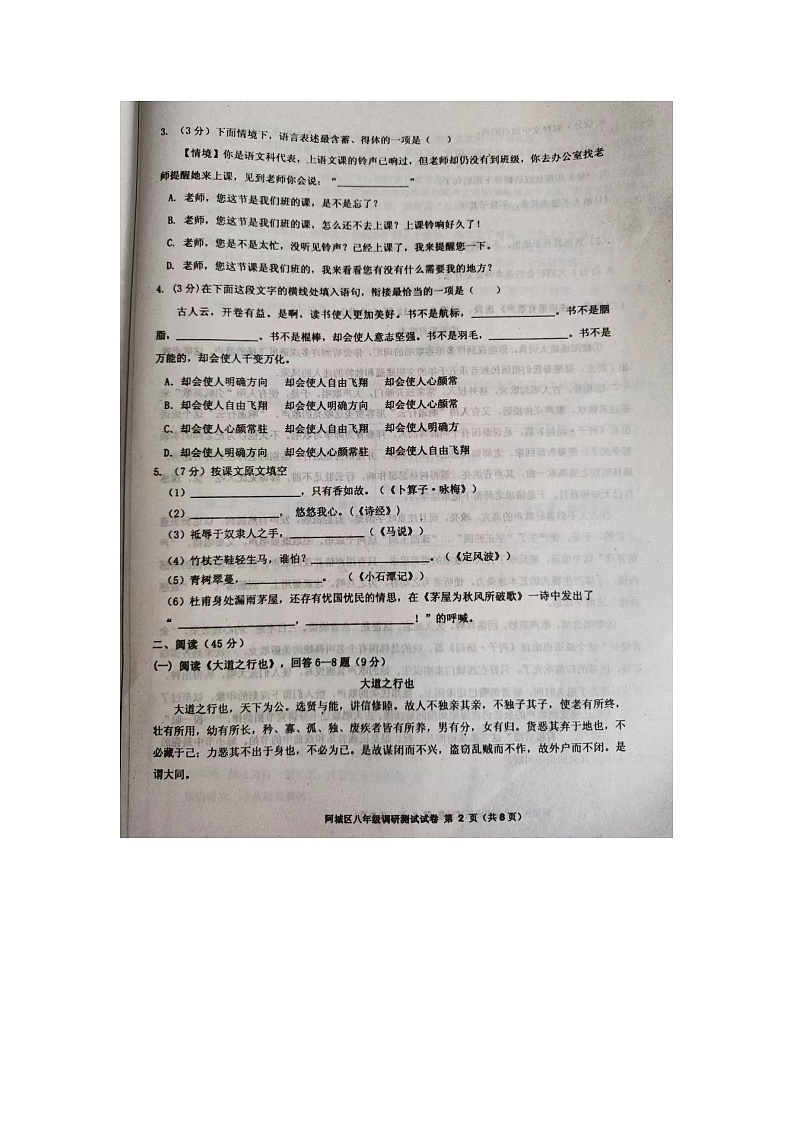 3. （3 分）下面情境下，语言表述最含蓄、得体的一项是（ ）
【情境】你是语文科代表，上语文课的铃声已响过，但老师却仍没有到班级，你去办公室找老
师提醒她来上课，见到老师你会说：“____________”
A. 老师，您这节是我们班的课，是不是忘了？
B. 老师，您这节是我们班的课，怎么还不去上课？上课铃响好久了！
C. 老师，您是不是太忙，没听见铃声？已经上课了，我来提醒您一下。
D. 老师，您这节课是我们班的，我来看看您有没有什么需要我的地方？
4. (3 分)在下面这段文字的横线处填入语句，衔接最恰当的一项是（ ）
古人云，开卷有益。是啊，读书使人更加美好。书不是航标，______________。书不是胭
脂，______________。书不是棍棒，却会使人意志坚强。书不是羽毛，______________。书不是
万能的，却会使人千变万化。
A. 却会使人明确方向 却会使人自由飞翔 却会使人心颜常
B. 却会使人自由飞翔 却会使人明确方向 却会使人心颜常
C. 却会使人心颜常驻 却会使人自由飞翔 却会使人明确方
D. 却会使人明确方向 却会使人心颜常驻 却会使人自由飞翔
5. （7 分）按课文原文填空
（1）__________________，只有香如故。（《卜算子·咏梅》）
（2）______________，悠悠我心。（《诗经》）
（3）祗辱于奴隶人之手，____________（《马说》）
（4）竹杖芒鞋轻生马，谁怕？__________________。（《定风波》）
（5）青树翠蔓，____________。（《小石潭记》）
（6）杜甫身处漏雨茅屋，还存有忧国忧民的情思，在《茅屋为秋风所破歌》一诗中发出了
“__________________，__________________！”的呼喊。
二、阅读（45 分）
(一) 阅读《大道之行也》，回答 6—8 题（9 分）
大道之行也
大道之行也，天下为公。选贤与能，讲信修睦。故人不独亲其亲，不独子其子，使老有所终，
壮有所用，幼有所长，矜、寡、孤、独、废疾者皆有所养，男有分，女有归。货恶其弃于地也，不
必藏于己；力恶其不出于身也，不必为己。是故谋闭而不兴，盗窃乱贼而不作，故外户而不闭。是
谓大同。
阿城区八年级调研测试试卷 第 2 页（共 8 页）